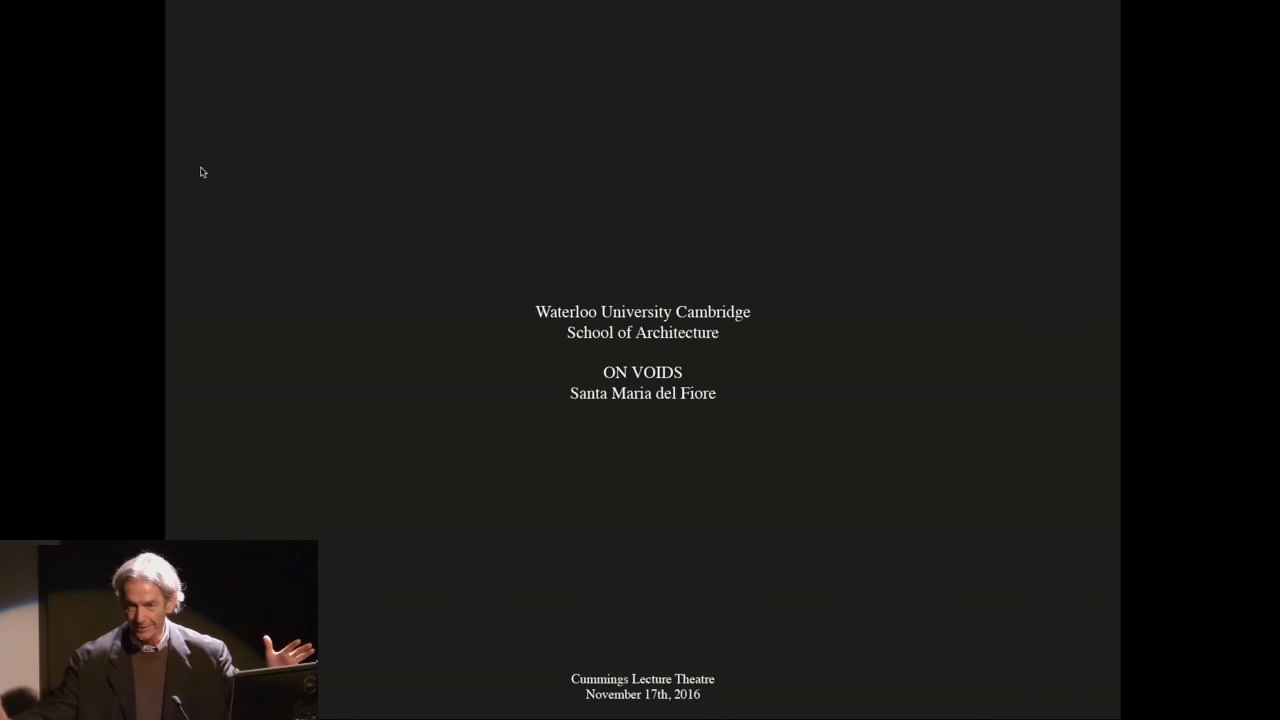 Waterloo University Cambridge
School of Architecture
ON VOIDS
Santa Maria del Fiore
Cummings Lecture Theatre
November 17th, 2016